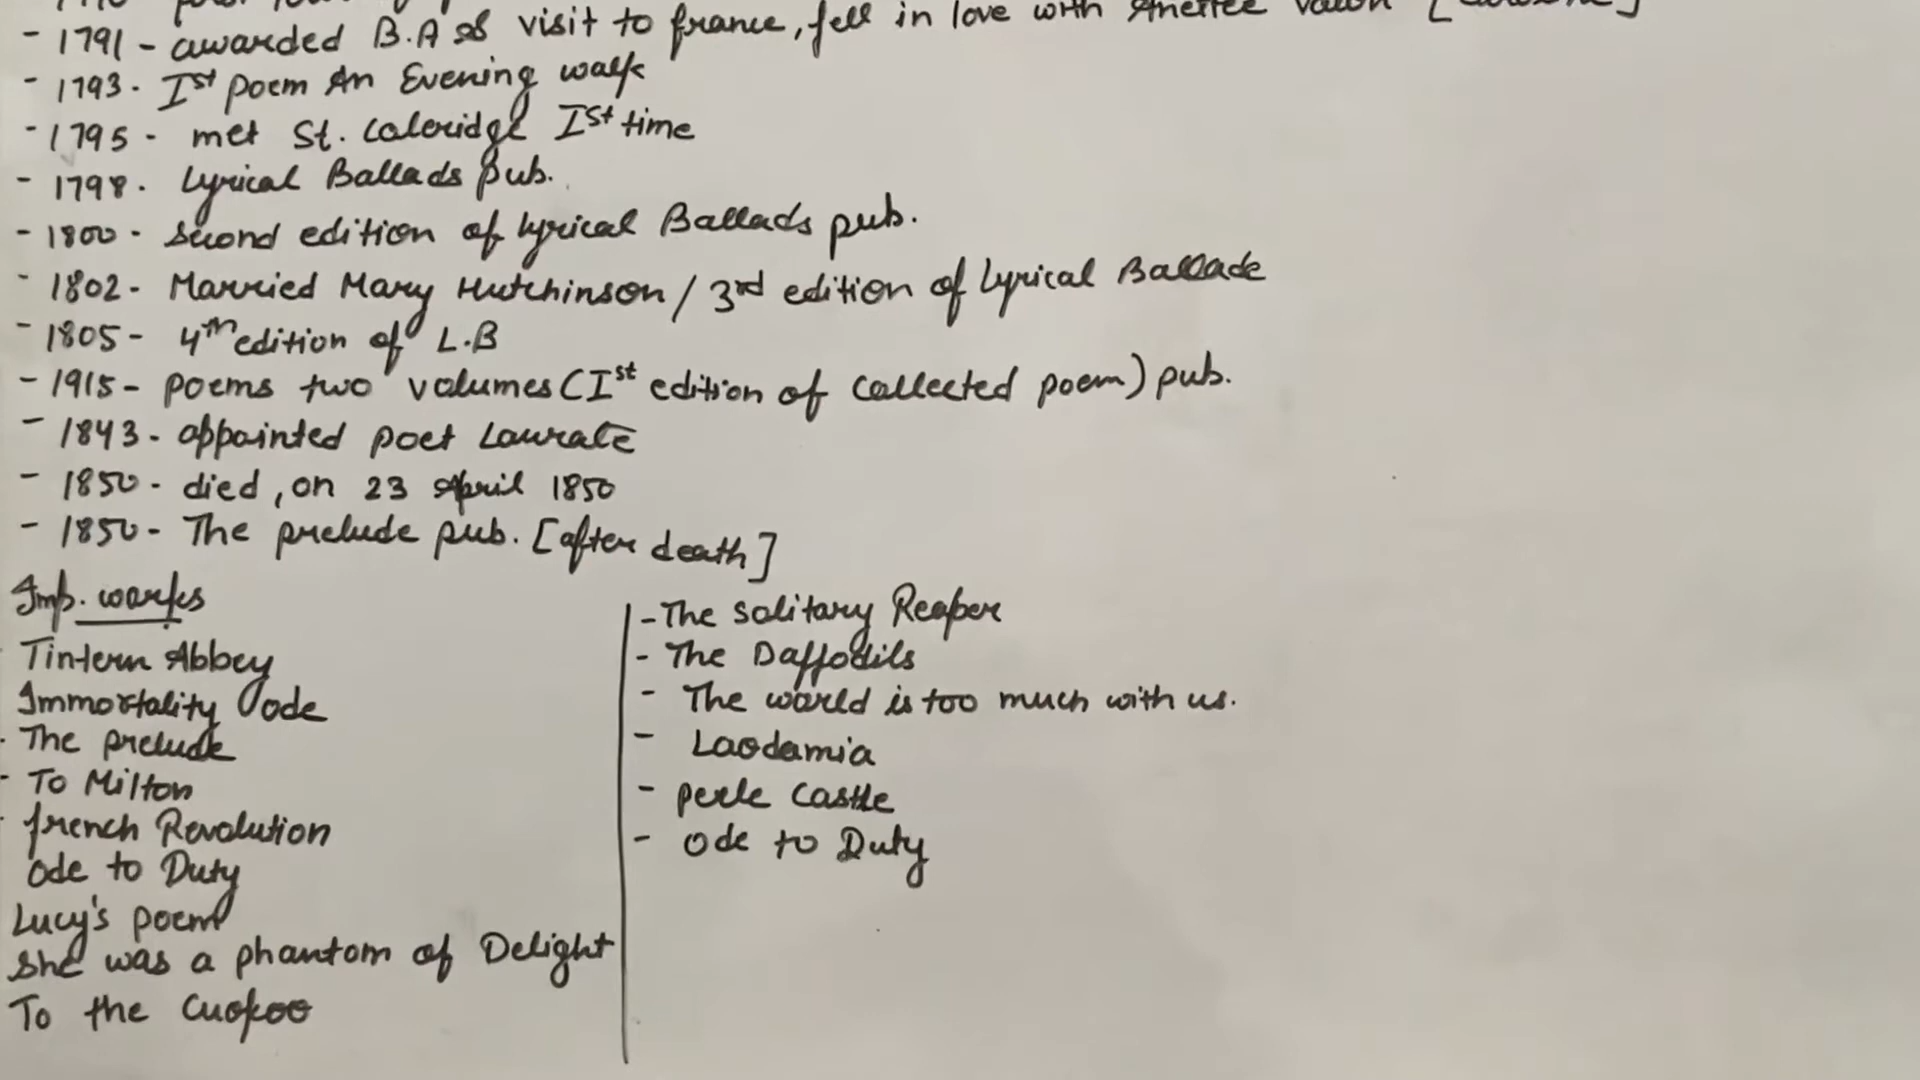 - 1791 - awarded B.A & visit to france, fell in love with Anettee
- 1793. Ist poem An Evening walk
- 1795 - met St. Coleridge Ist time
- 1798. Lyrical Ballads pub.
- 1800 - Second edition of lyrical Ballads pub.
- 1802 - Married Mary Hutchinson / 3rd edition of Lyrical Ballade
- 1805 - 4th edition of L.B
- 1915 - poems two volumes (Ist edition of collected poem) pub.
- 1843 - appointed poet Laurate
- 1850 - died, on 23 April 1850
- 1850 - The prelude pub. [after death]
Imp. works
Tintern Abbey
Immortality ode
- The prelude
- To Milton
- french Revolution
Ode to Duty
Lucy's poem
She was a phantom of Delight
To the Cuokoo
- The Solitary Reaper
- The Daffodils
- The world is too much with us.
- Laodamia
- peele castle
- ode to Duty